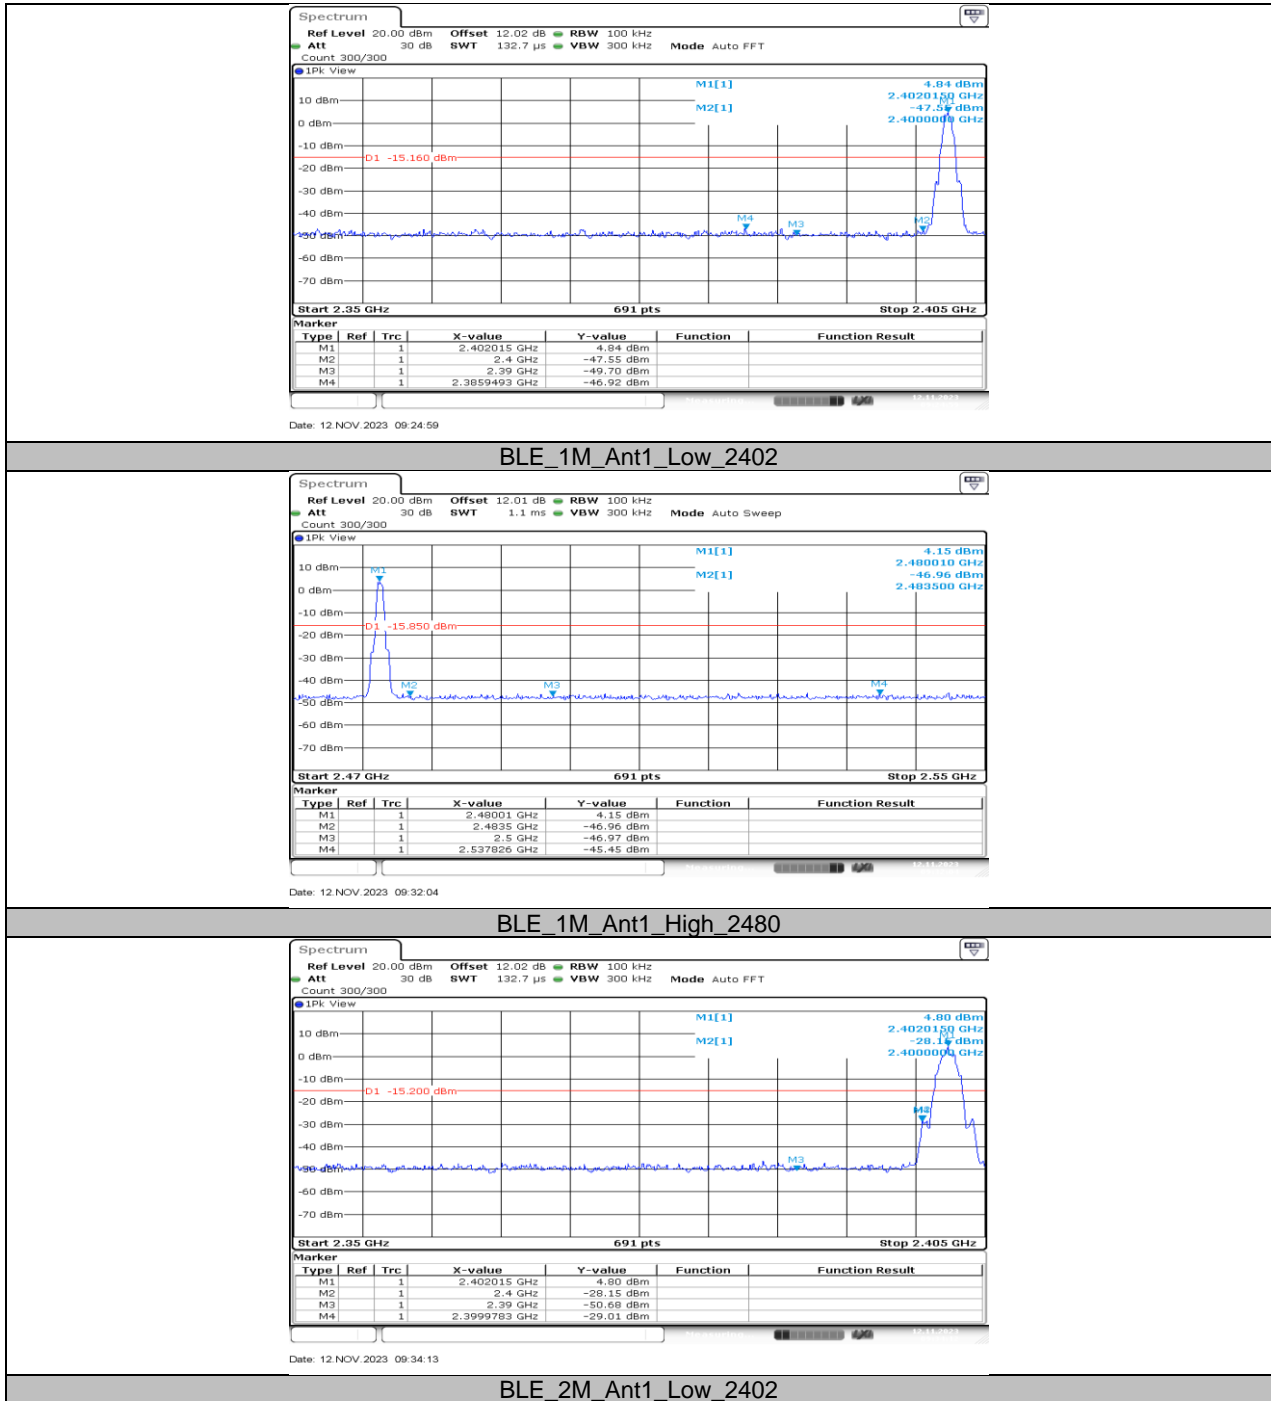 Spectrum
Ref Level 20.00 dBm Offset 12.02 dB RBW 100 kHz
Att 30 dB SWT 132.7 µs VBW 300 kHz Mode Auto FFT
Count 300/300
1Pk View
M1[1] 4.84 dBm
2.4020150 GHz
M2[1] -47.55 dBm
2.4000000 GHz
M1
10 dBm
0 dBm
-10 dBm
D1 -15.160 dBm
-20 dBm
-30 dBm
-40 dBm
M4 M3 M2
-50 dBm
-60 dBm
-70 dBm
Start 2.35 GHz 691 pts Stop 2.405 GHz
Marker
Type Ref Trc X-value Y-value Function Function Result
M1 1 2.402015 GHz 4.84 dBm
M2 1 2.4 GHz -47.55 dBm
M3 1 2.39 GHz -49.70 dBm
M4 1 2.3859493 GHz -46.92 dBm
Date: 12.NOV.2023 09:24:59
BLE_1M_Ant1_Low_2402
Spectrum
Ref Level 20.00 dBm Offset 12.01 dB RBW 100 kHz
Att 30 dB SWT 1.1 ms VBW 300 kHz Mode Auto Sweep
Count 300/300
1Pk View
M1[1] 4.15 dBm
2.480010 GHz
M2[1] -46.96 dBm
2.483500 GHz
10 dBm
M1
0 dBm
-10 dBm
D1 -15.850 dBm
-20 dBm
-30 dBm
-40 dBm
M2 M3 M4
-50 dBm
-60 dBm
-70 dBm
Start 2.47 GHz 691 pts Stop 2.55 GHz
Marker
Type Ref Trc X-value Y-value Function Function Result
M1 1 2.48001 GHz 4.15 dBm
M2 1 2.4835 GHz -46.96 dBm
M3 1 2.5 GHz -46.97 dBm
M4 1 2.537826 GHz -45.45 dBm
Date: 12.NOV.2023 09:32:04
BLE_1M_Ant1_High_2480
Spectrum
Ref Level 20.00 dBm Offset 12.02 dB RBW 100 kHz
Att 30 dB SWT 132.7 µs VBW 300 kHz Mode Auto FFT
Count 300/300
1Pk View
M1[1] 4.80 dBm
2.4020150 GHz
M2[1] -28.15 dBm
2.4000000 GHz
M1
10 dBm
0 dBm
-10 dBm
D1 -15.200 dBm
-20 dBm
-30 dBm
-40 dBm
M3
-50 dBm
-60 dBm
-70 dBm
Start 2.35 GHz 691 pts Stop 2.405 GHz
Marker
Type Ref Trc X-value Y-value Function Function Result
M1 1 2.402015 GHz 4.80 dBm
M2 1 2.4 GHz -28.15 dBm
M3 1 2.39 GHz -50.68 dBm
M4 1 2.3999783 GHz -29.01 dBm
Date: 12.NOV.2023 09:34:13
BLE_2M_Ant1_Low_2402